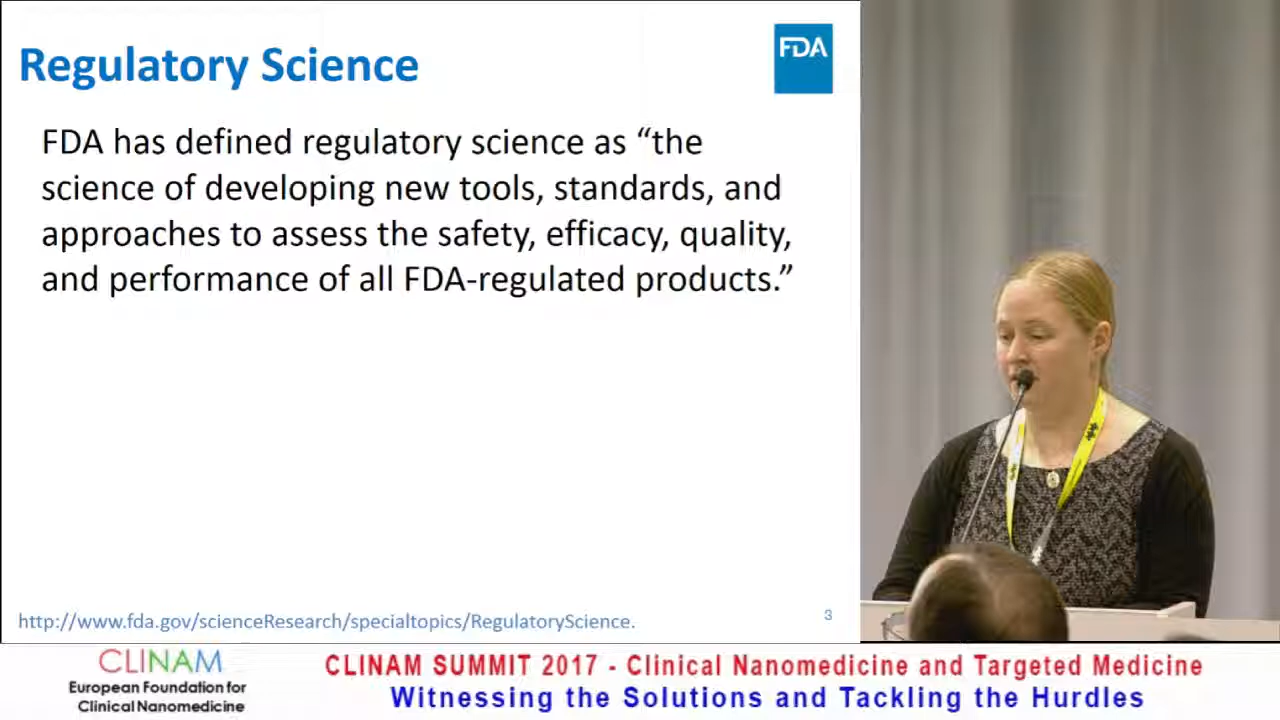 Regulatory Science
FDA
FDA has defined regulatory science as “the
science of developing new tools, standards, and
approaches to assess the safety, efficacy, quality,
and performance of all FDA-regulated products.”
http://www.fda.gov/scienceResearch/specialtopics/RegulatoryScience.
3
CLINAM
European Foundation for
Clinical Nanomedicine
CLINAM SUMMIT 2017 - Clinical Nanomedicine and Targeted Medicine
Witnessing the Solutions and Tackling the Hurdles